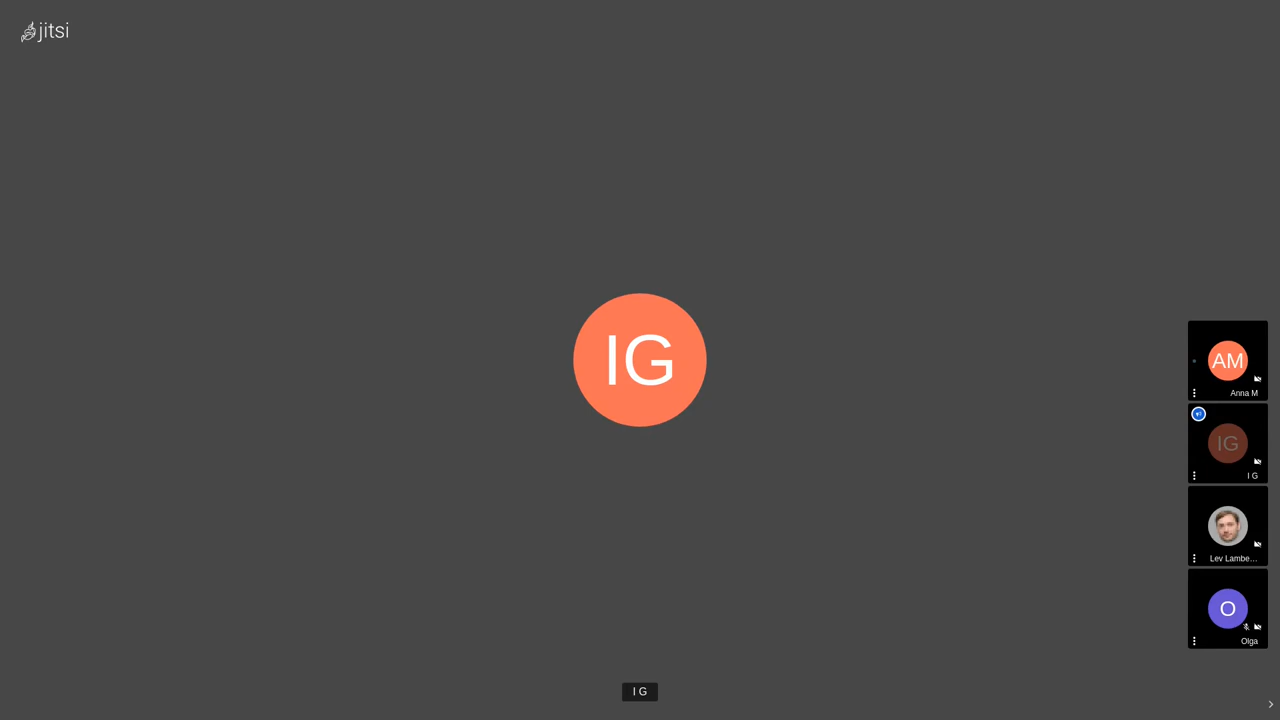 jitsi
IG
AM
Anna M
IG
I G
Lev Lambe...
O
Olga
I G